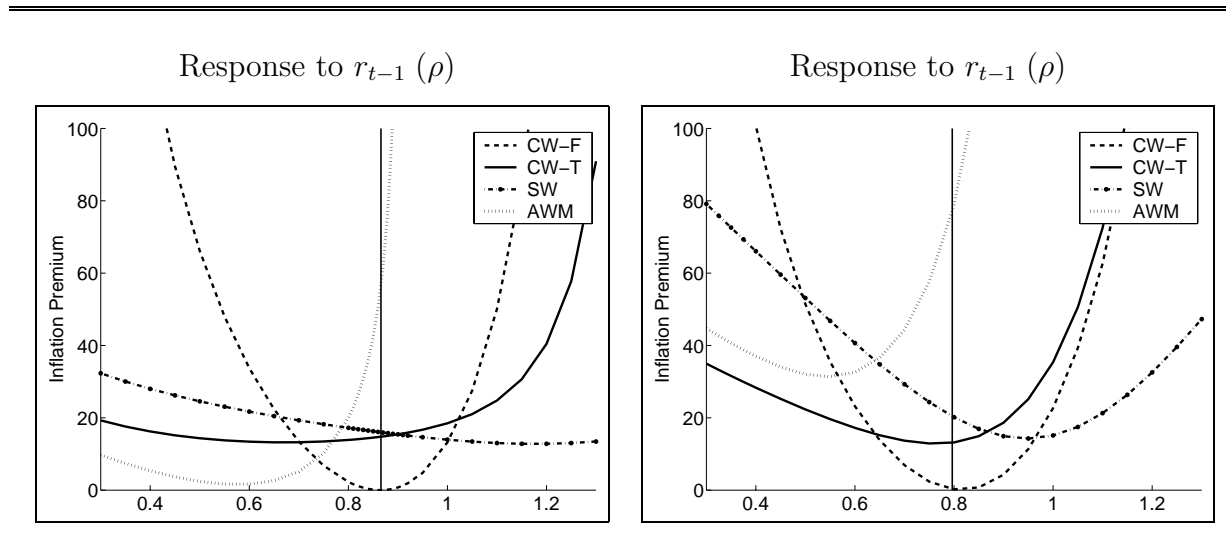 Response to r_{t−1} (ρ)
Inflation Premium
100
80
60
40
20
0
0.4 0.6 0.8 1 1.2
CW−F
CW−T
SW
AWM
Response to r_{t−1} (ρ)
Inflation Premium
100
80
60
40
20
0
0.4 0.6 0.8 1 1.2
CW−F
CW−T
SW
AWM